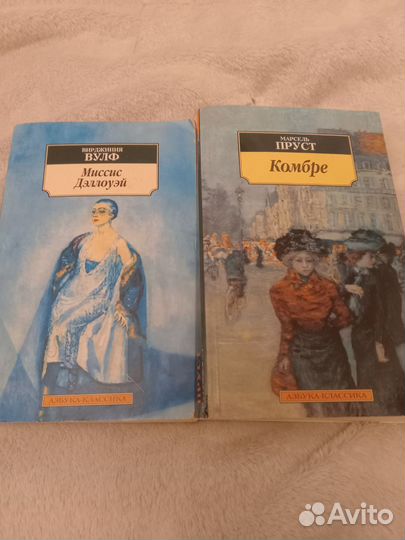 ВИРДЖИНИЯ
ВУЛФ
Миссис
Дэллоуэй
АЗБУКА-КЛАССИКА
МАРСЕЛЬ
ПРУСТ
Комбре
АЗБУКА-КЛАССИКА
Avito